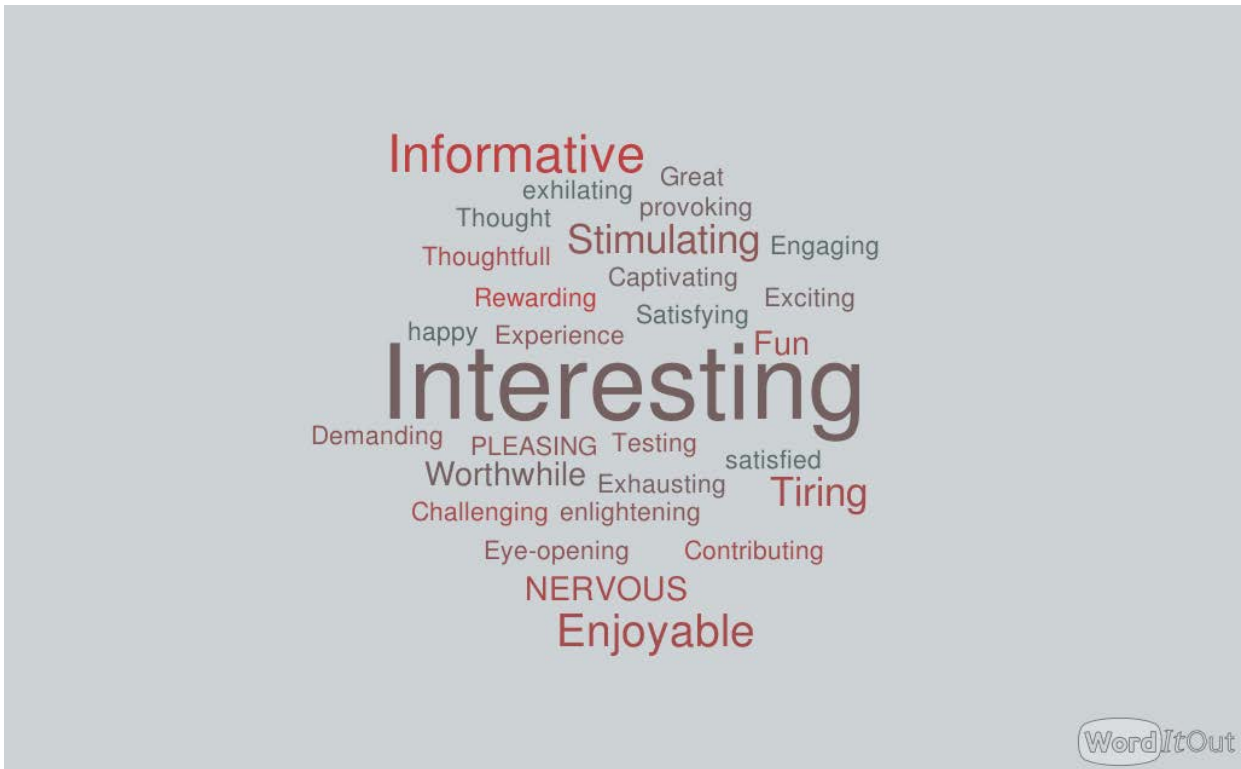 Informative
exhilating Great
Thought provoking
Stimulating Engaging
Thoughtfull
Captivating
Rewarding Exciting
Satisfying
happy Experience Fun
Interesting
Demanding PLEASING Testing
satisfied
Worthwhile Exhausting Tiring
Challenging enlightening
Eye-opening Contributing
NERVOUS
Enjoyable
WordItOut